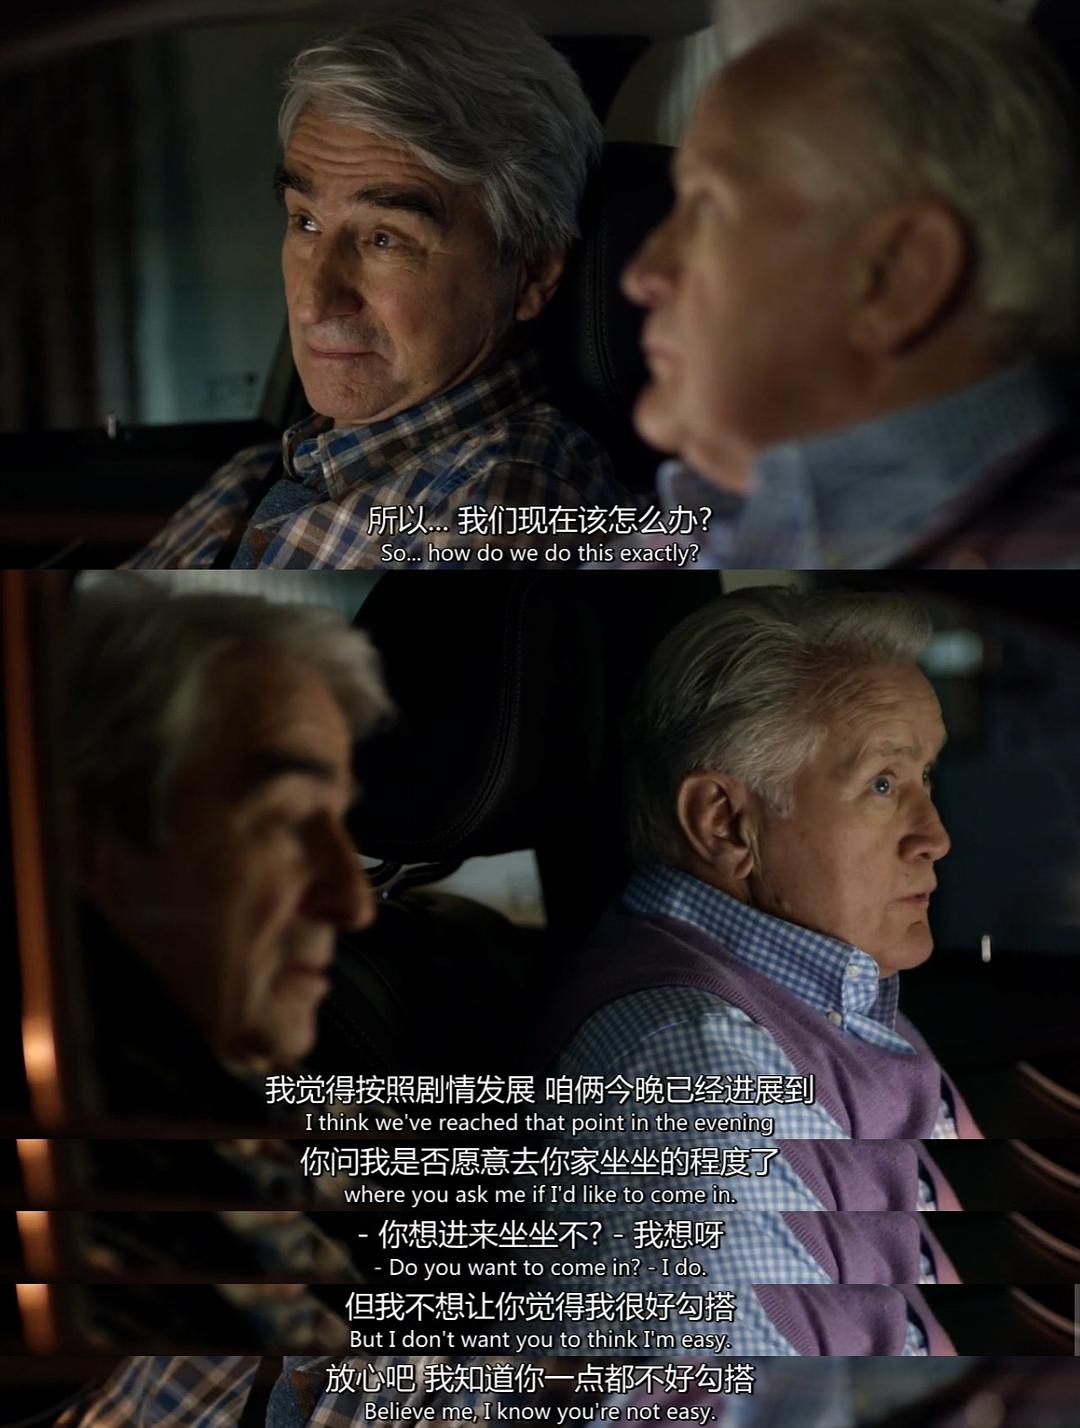 所以... 我们现在该怎么办?
So... how do we do this exactly?
我觉得按照剧情发展 咱俩今晚已经进展到
I think we've reached that point in the evening
你问我是否愿意去你家坐坐的程度了
where you ask me if I'd like to come in.
- 你想进来坐坐不? - 我想呀
- Do you want to come in? - I do.
但我不想让你觉得我很好勾搭
But I don't want you to think I'm easy.
放心吧 我知道你一点都不好勾搭
Believe me, I know you're not easy.